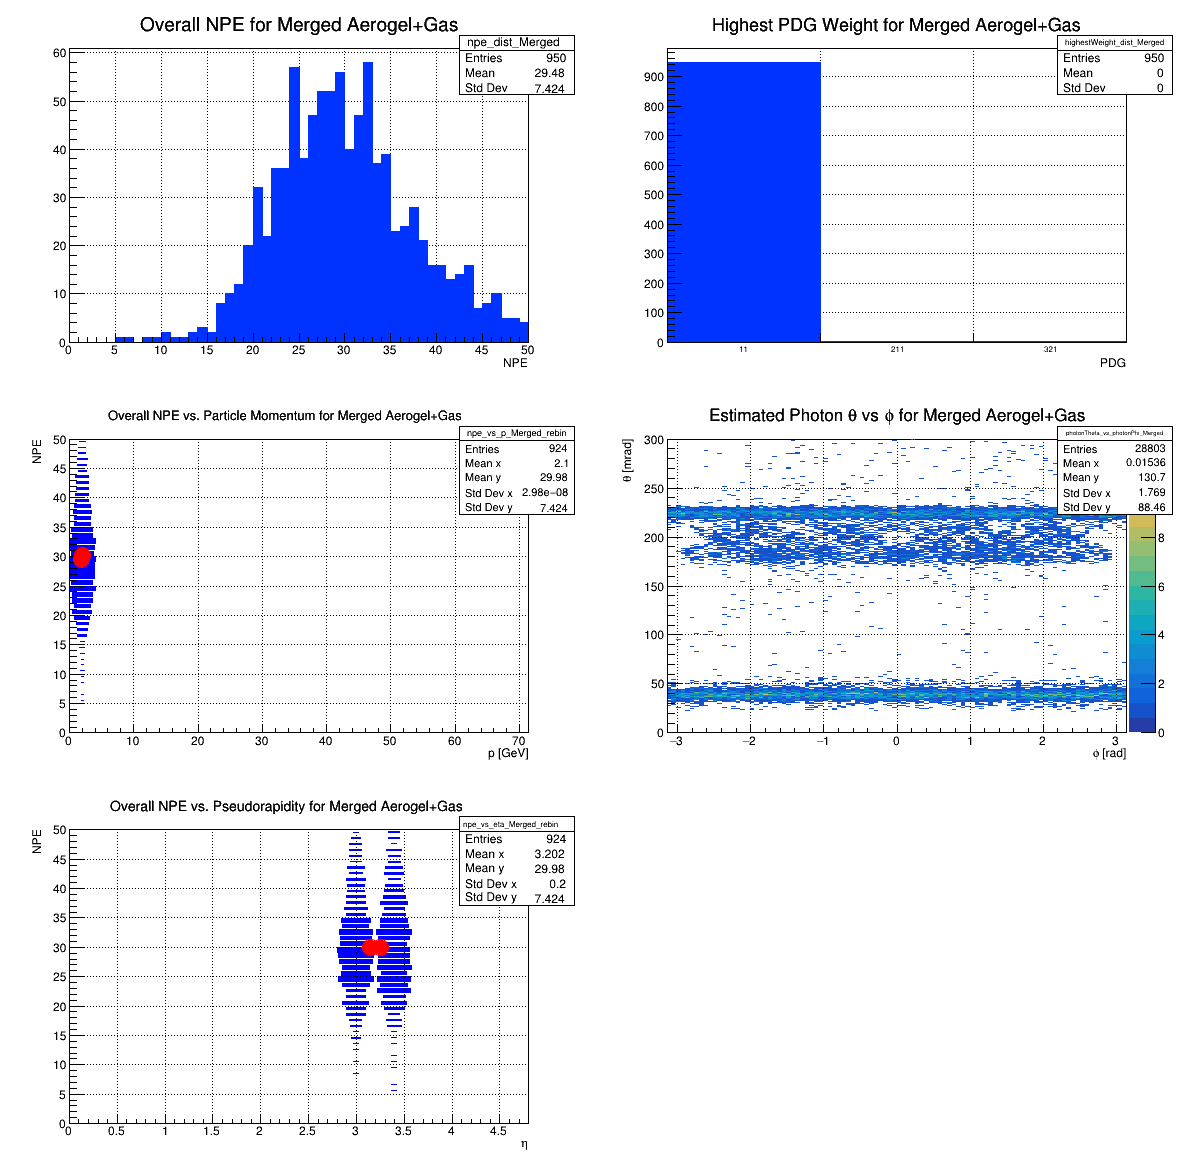 Overall NPE for Merged Aerogel+Gas
npe_dist_Merged
Entries 950
Mean 29.48
Std Dev 7.424
60
50
40
30
20
10
0
0 5 10 15 20 25 30 35 40 45 50
NPE
Highest PDG Weight for Merged Aerogel+Gas
highestWeight_dist_Merged
Entries 950
Mean 0
Std Dev 0
900
800
700
600
500
400
300
200
100
0
11 211 321
PDG
Overall NPE vs. Particle Momentum for Merged Aerogel+Gas
npe_vs_p_Merged_rebin
Entries 924
Mean x 2.1
Mean y 29.98
Std Dev x 2.98e−08
Std Dev y 7.424
NPE
50
45
40
35
30
25
20
15
10
5
0
0 10 20 30 40 50 60 70
p [GeV]
Estimated Photon θ vs ϕ for Merged Aerogel+Gas
photonTheta_vs_photonPhi_Merged
Entries 28803
Mean x 0.01536
Mean y 130.7
Std Dev x 1.769
Std Dev y 88.46
θ [mrad]
300
250
200
150
100
50
0
−3 −2 −1 0 1 2 3
ϕ [rad]
8
6
4
2
0
Overall NPE vs. Pseudorapidity for Merged Aerogel+Gas
npe_vs_eta_Merged_rebin
Entries 924
Mean x 3.202
Mean y 29.98
Std Dev x 0.2
Std Dev y 7.424
NPE
50
45
40
35
30
25
20
15
10
5
0
0 0.5 1 1.5 2 2.5 3 3.5 4 4.5
η